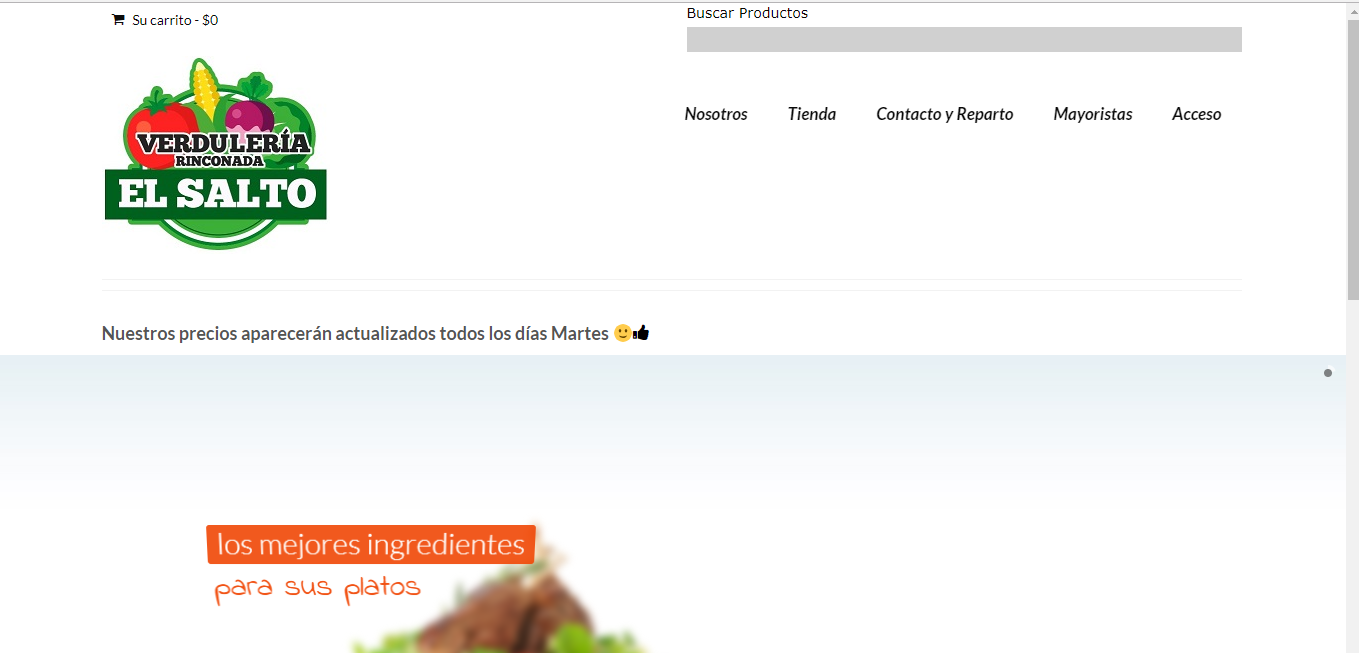 Su carrito - $0
Buscar Productos
VERDULERÍA
RINCONADA
EL SALTO
Nosotros Tienda Contacto y Reparto Mayoristas Acceso
Nuestros precios aparecerán actualizados todos los días Martes 🙂👍
los mejores ingredientes
para sus platos